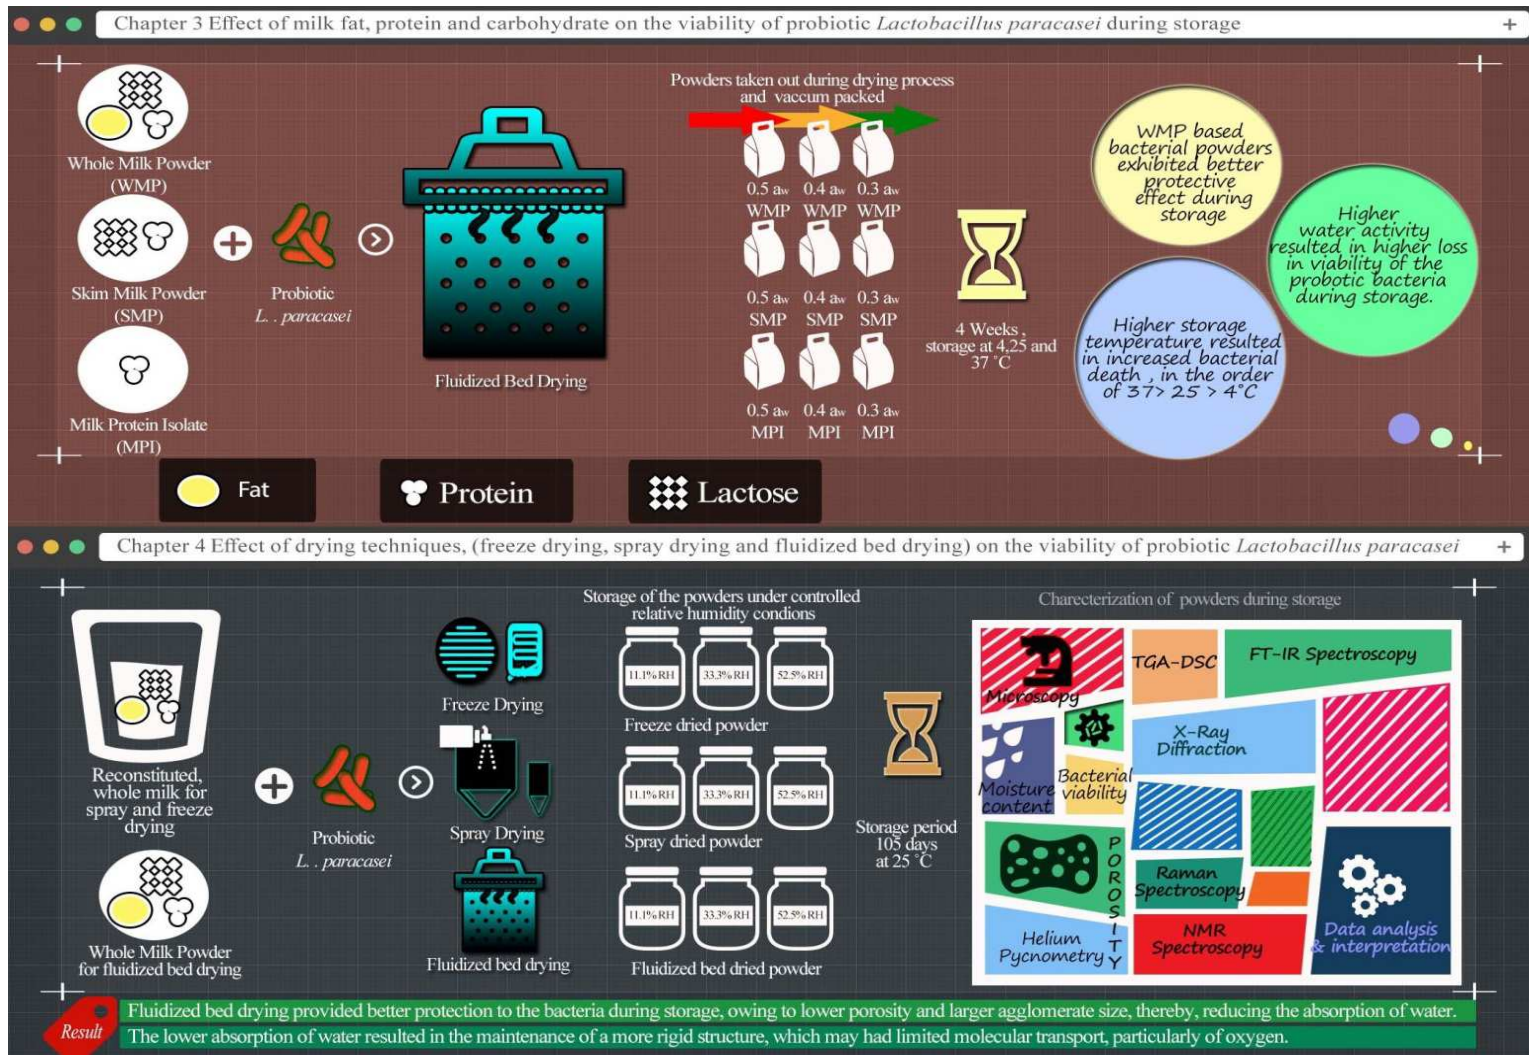 Chapter 3 Effect of milk fat, protein and carbohydrate on the viability of probiotic Lactobacillus paracasei during storage
+
Whole Milk Powder
(WMP)
Skim Milk Powder
(SMP)
Milk Protein Isolate
(MPI)
Probiotic
L. . paracasei
Fluidized Bed Drying
Powders taken out during drying process
and vaccum packed
0.5 aw 0.4 aw 0.3 aw
WMP WMP WMP
0.5 aw 0.4 aw 0.3 aw
SMP SMP SMP
0.5 aw 0.4 aw 0.3 aw
MPI MPI MPI
4 Weeks ,
storage at 4,25 and
37 °C
WMP based
bacterial powders
exhibited better
protective
effect during
storage
Higher
water activity
resulted in higher loss
in viability of the
probotic bacteria
during storage.
Higher storage
temperature resulted
in increased bacterial
death , in the order
of 37> 25 > 4°C
Fat
Protein
Lactose
Chapter 4 Effect of drying techniques, (freeze drying, spray drying and fluidized bed drying) on the viability of probiotic Lactobacillus paracasei
+
Reconstituted,
whole milk for
spray and freeze
drying
Whole Milk Powder
for fluidized bed drying
Probiotic
L. . paracasei
Freeze Drying
Spray Drying
Fluidized bed drying
Storage of the powders under controlled
relative humidity condions
11.1% RH 33.3% RH 52.5% RH
Freeze dried powder
11.1% RH 33.3% RH 52.5% RH
Spray dried powder
11.1% RH 33.3% RH 52.5% RH
Fluidized bed dried powder
Storage period
105 days
at 25 °C
Charecterization of powders during storage
Microscopy
TGA-DSC
FT-IR Spectroscopy
X-Ray
Diffraction
Moisture
content
Bacterial
viability
POROSITY
Raman
Spectroscopy
Helium
Pycnometry
NMR
Spectroscopy
Data analysis
& interpretation
Result
Fluidized bed drying provided better protection to the bacteria during storage, owing to lower porosity and larger agglomerate size, thereby, reducing the absorption of water.
The lower absorption of water resulted in the maintenance of a more rigid structure, which may had limited molecular transport, particularly of oxygen.